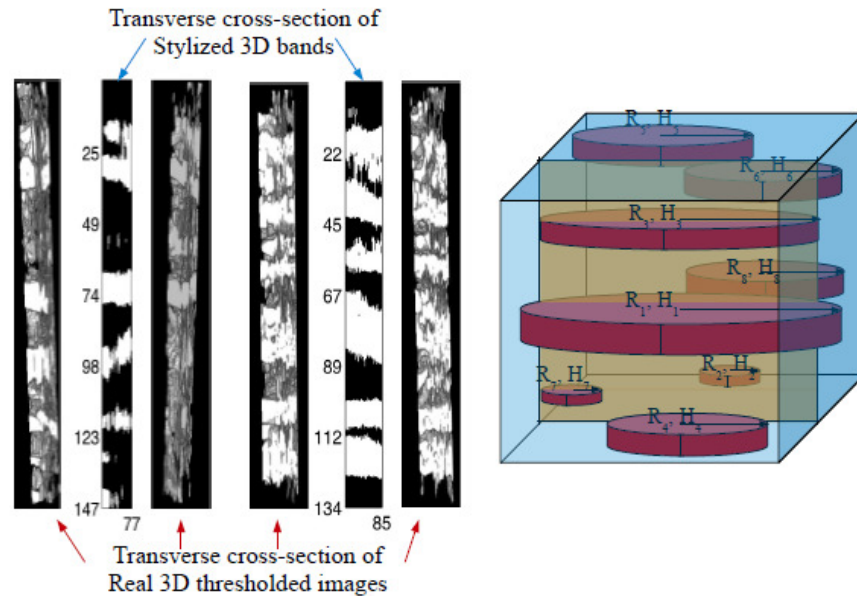 Transverse cross-section of
Stylized 3D bands
25
49
74
98
123
147
77
22
45
67
89
112
134
85
Transverse cross-section of
Real 3D thresholded images
R5, H5
R6, H6
R3, H3
R8, H8
R1, H1
R2, H2
R7, H7
R4, H4